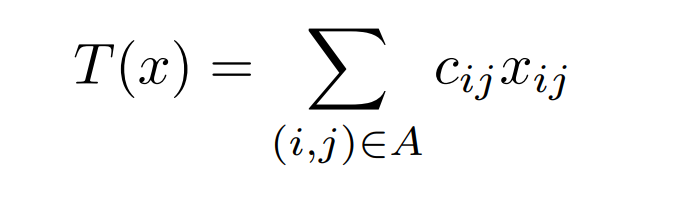 T(x) = ∑ c_{ij} x_{ij}
(i,j)∈A